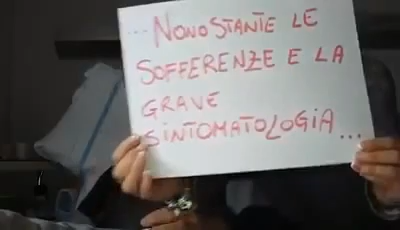 ...NONOSTANTE LE
SOFFERENZE E LA
GRAVE
SINTOMATOLOGIA...